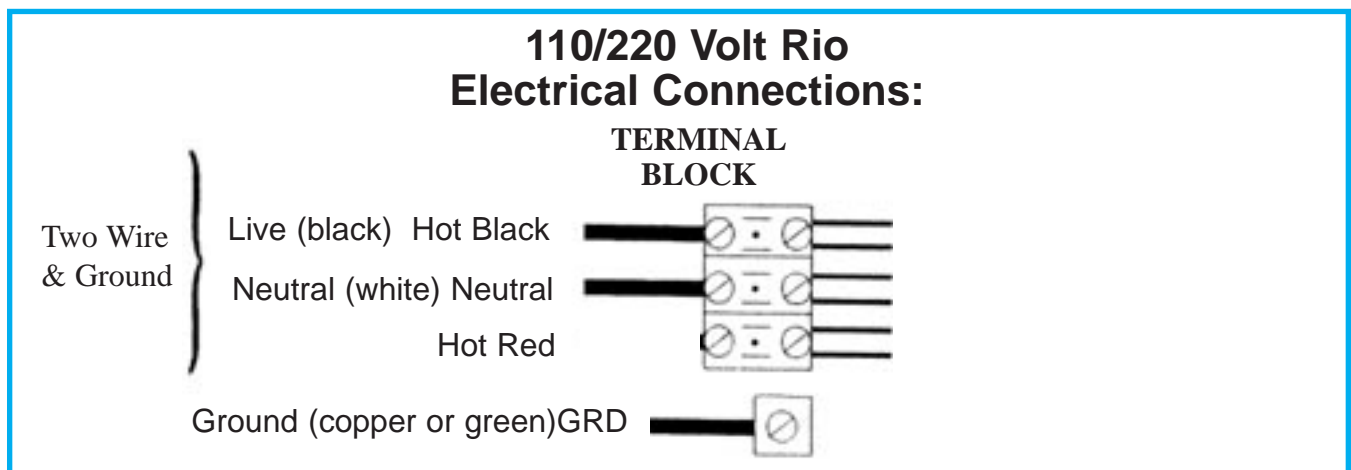 110/220 Volt Rio
Electrical Connections:
TERMINAL
BLOCK
Two Wire
& Ground
Live (black) Hot Black
Neutral (white) Neutral
Hot Red
Ground (copper or green)GRD